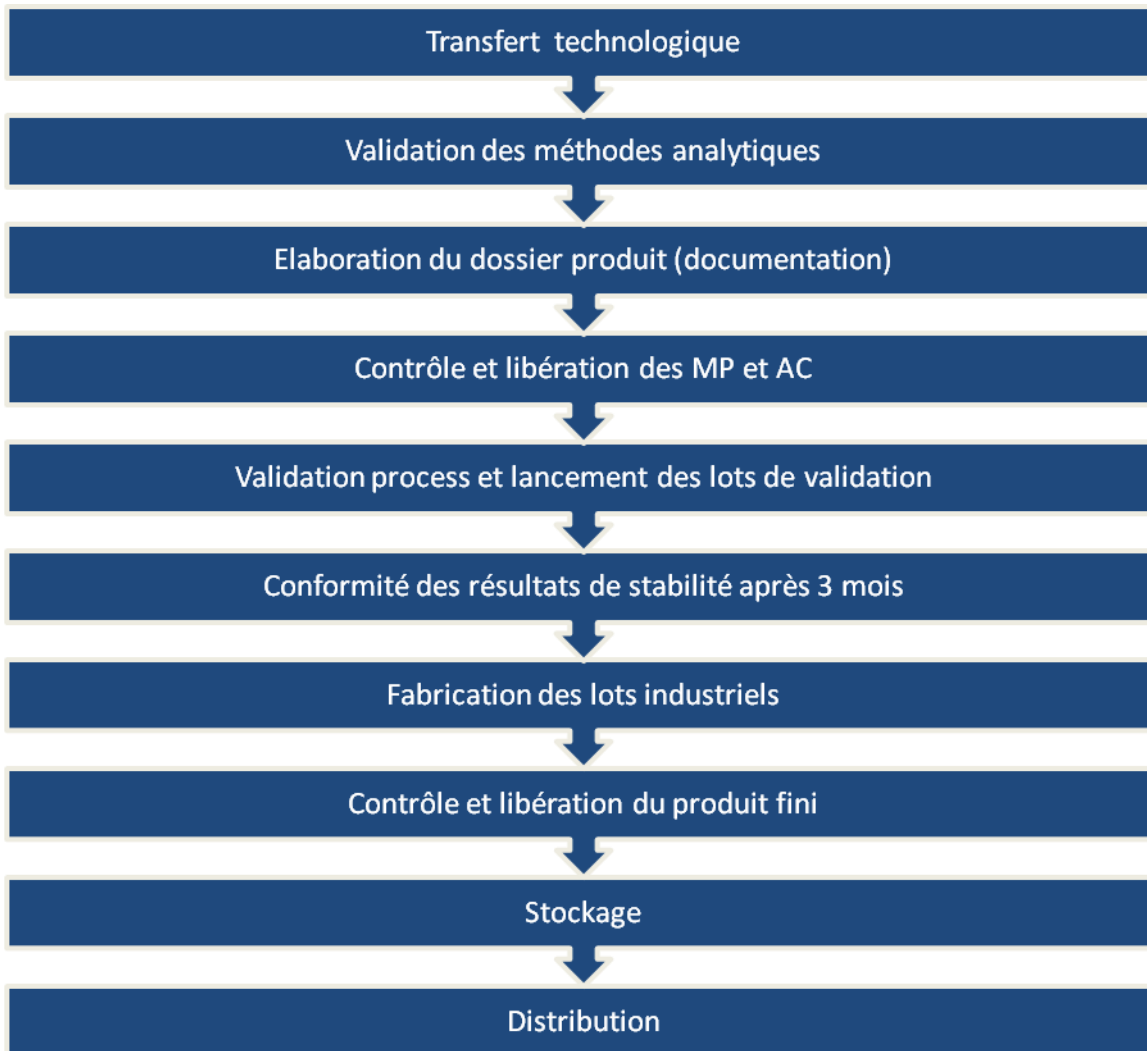 Transfert technologique
Validation des méthodes analytiques
Elaboration du dossier produit (documentation)
Contrôle et libération des MP et AC
Validation process et lancement des lots de validation
Conformité des résultats de stabilité après 3 mois
Fabrication des lots industriels
Contrôle et libération du produit fini
Stockage
Distribution